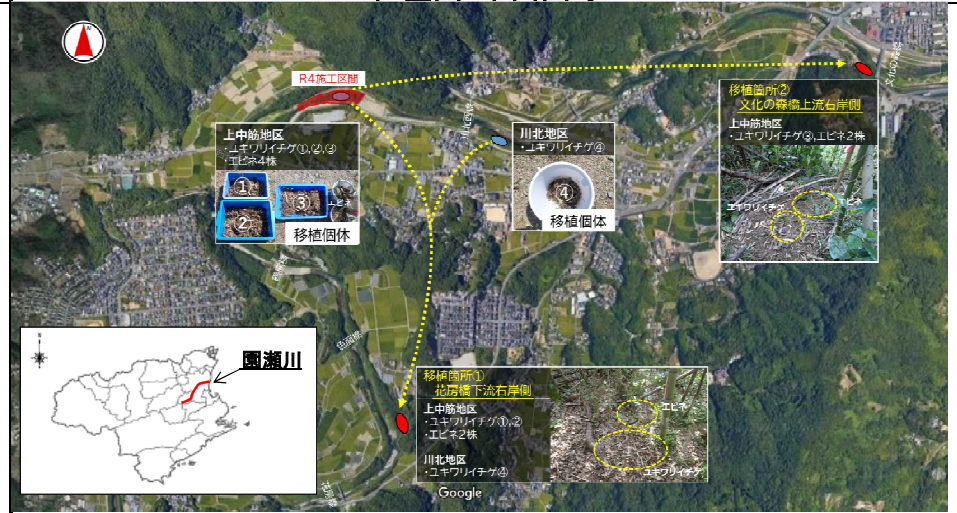 R4施工区間
上中筋地区
・ユキワリイチゲ①,②,③
・エビネ4株
①
②
③
エビネ
移植個体
川北地区
・ユキワリイチゲ④
④
移植個体
移植箇所②
文化の森橋上流右岸側
上中筋地区
・ユキワリイチゲ③,エビネ2株
エビネ
ユキワリイチゲ
移植箇所①
花房橋下流右岸側
上中筋地区
・ユキワリイチゲ①,②
・エビネ2株
川北地区
・ユキワリイチゲ④
エビネ
ユキワリイチゲ
園瀬川
Google